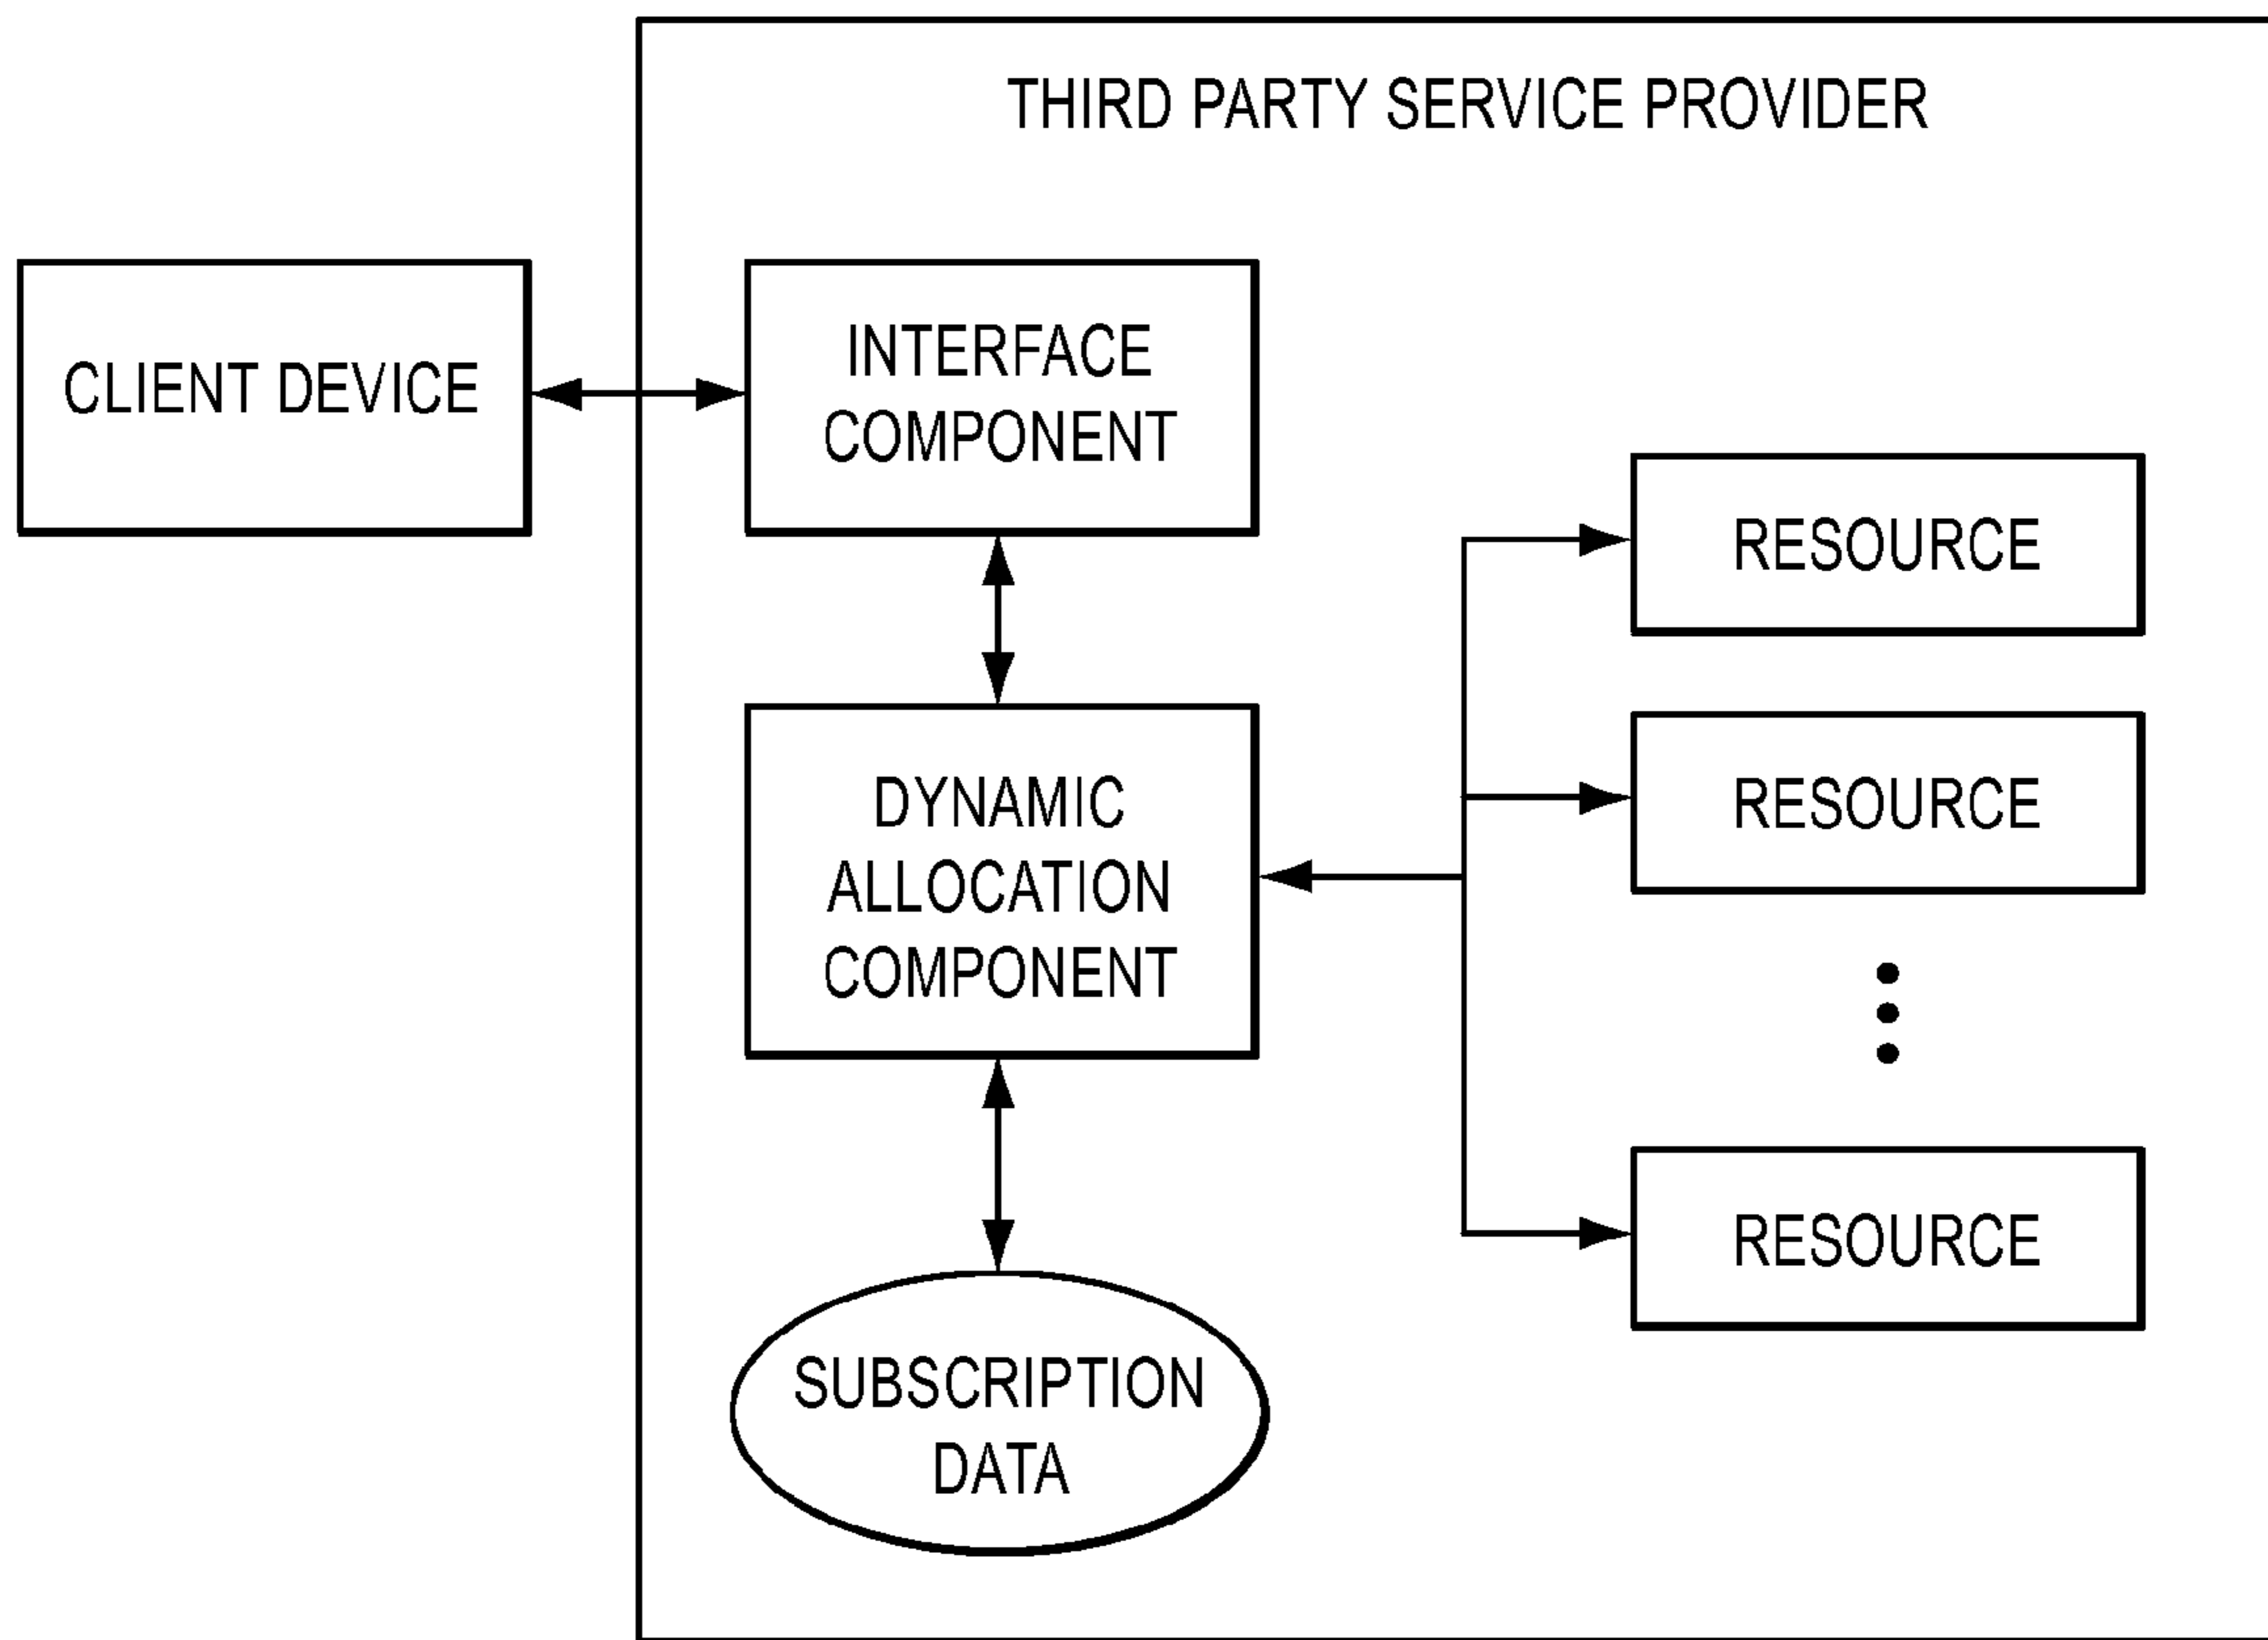 THIRD PARTY SERVICE PROVIDER
CLIENT DEVICE
INTERFACE
COMPONENT
DYNAMIC
ALLOCATION
COMPONENT
SUBSCRIPTION
DATA
RESOURCE
RESOURCE
RESOURCE